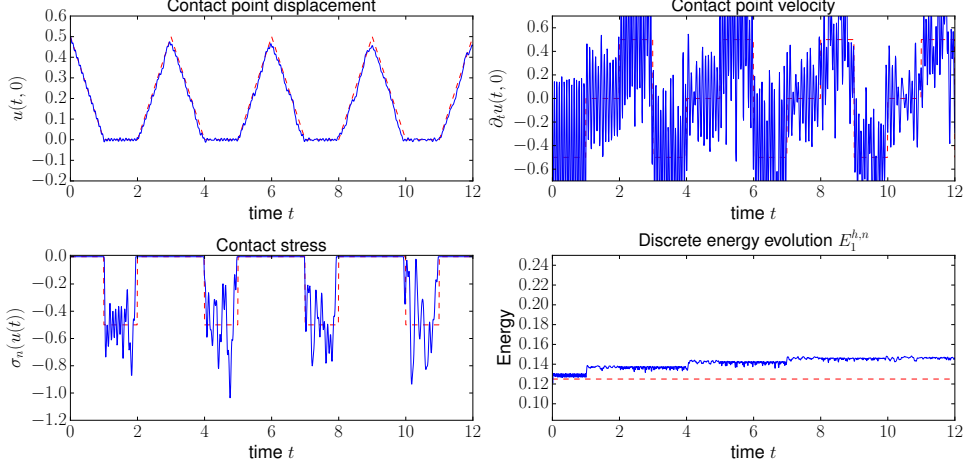 Contact point displacement
0.5
0.4
0.3
0.2
0.1
0.0
−0.1
−0.2
u(t, 0)
0 2 4 6 8 10 12
time t
Contact point velocity
0.6
0.4
0.2
0.0
−0.2
−0.4
−0.6
∂ₜu(t, 0)
0 2 4 6 8 10 12
time t
Contact stress
0.0
−0.2
−0.4
−0.6
−0.8
−1.0
−1.2
σₙ(u(t))
0 2 4 6 8 10 12
time t
Discrete energy evolution E₁ʰ,ⁿ
0.24
0.22
0.20
0.18
0.16
0.14
0.12
0.10
Energy
0 2 4 6 8 10 12
time t